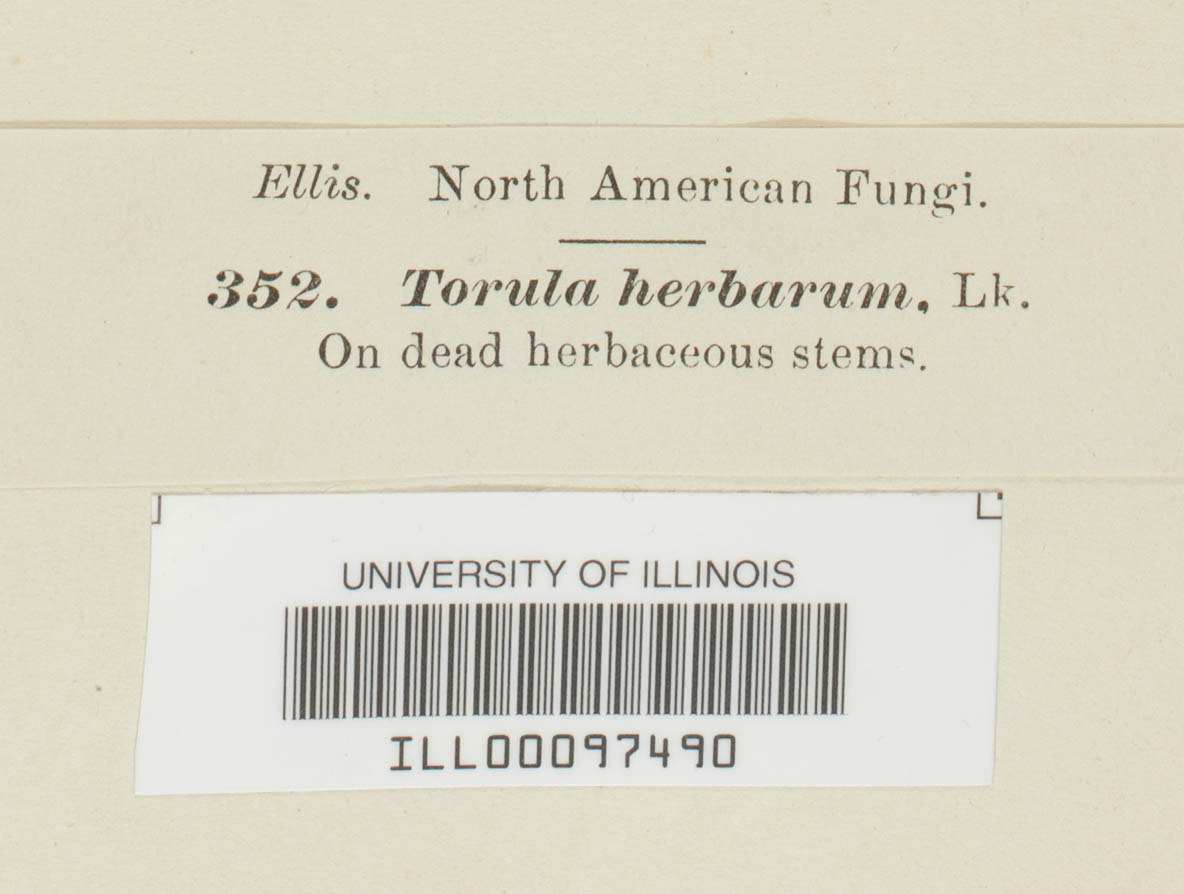 Ellis. North American Fungi.
352. Torula herbarum, Lk.
On dead herbaceous stems.
UNIVERSITY OF ILLINOIS
ILL00097490